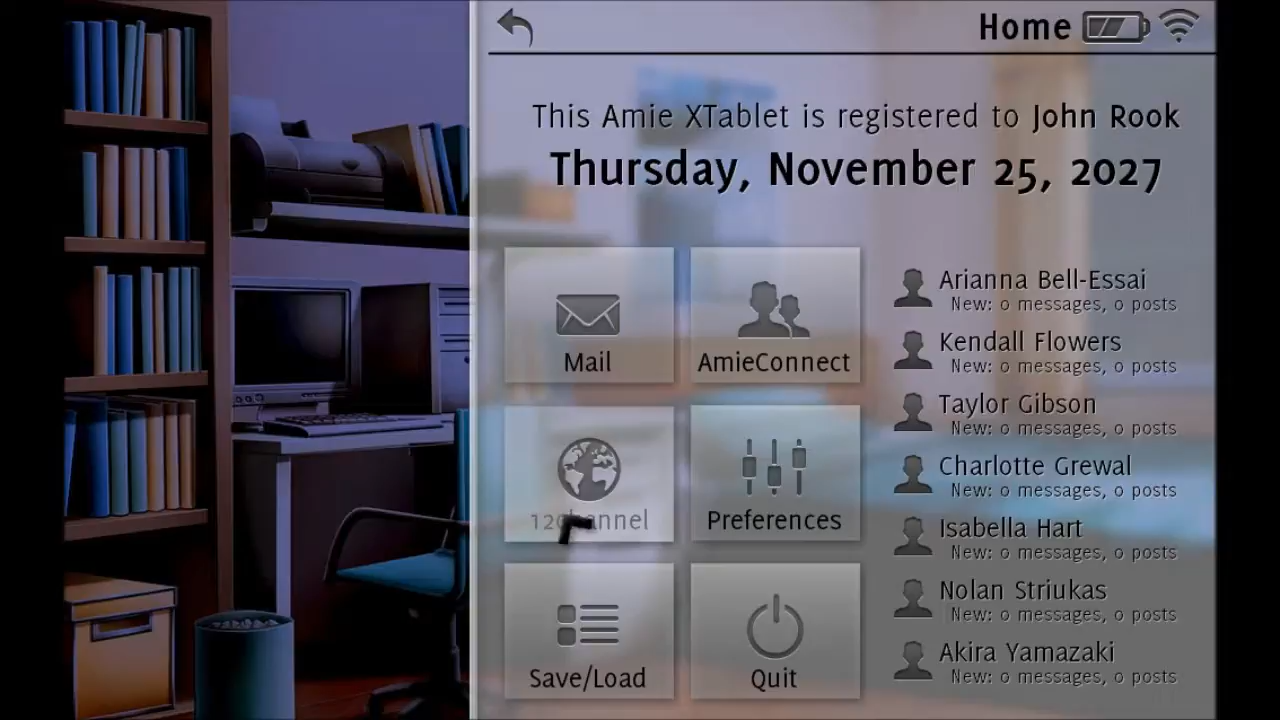 Home
This Amie XTablet is registered to John Rook
Thursday, November 25, 2027
Mail
AmieConnect
12channel
Preferences
Save/Load
Quit
Arianna Bell-Essai
New: 0 messages, 0 posts
Kendall Flowers
New: 0 messages, 0 posts
Taylor Gibson
New: 0 messages, 0 posts
Charlotte Grewal
New: 0 messages, 0 posts
Isabella Hart
New: 0 messages, 0 posts
Nolan Striukas
New: 0 messages, 0 posts
Akira Yamazaki
New: 0 messages, 0 posts